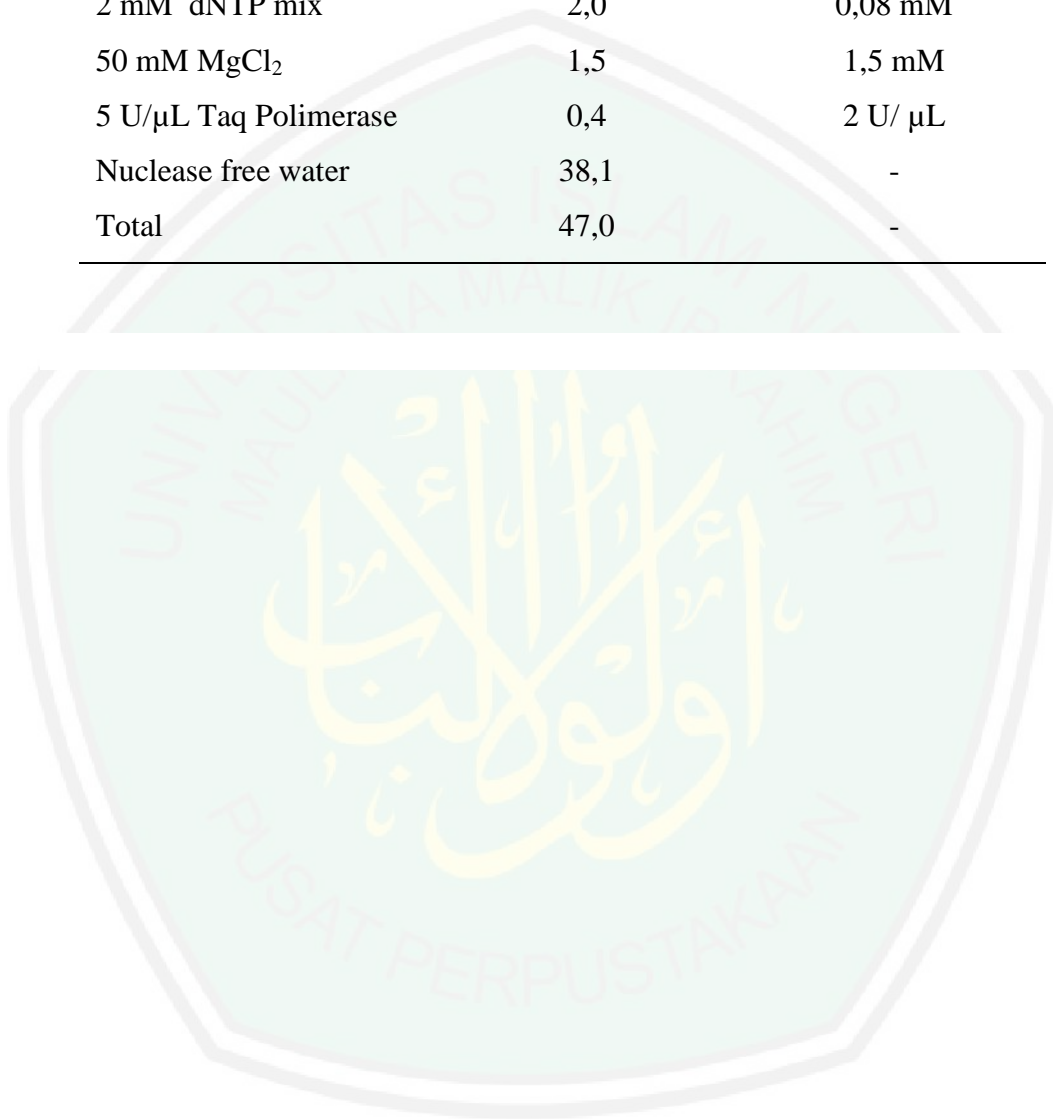 2 mM dNTP mix 2,0 0,08 mM
50 mM MgCl₂ 1,5 1,5 mM
5 U/µL Taq Polimerase 0,4 2 U/ µL
Nuclease free water 38,1 -
Total 47,0 -
UNIVERSITAS ISLAM NEGERI
MAULANA MALIK IBRAHIM
PUSAT PERPUSTAKAAN